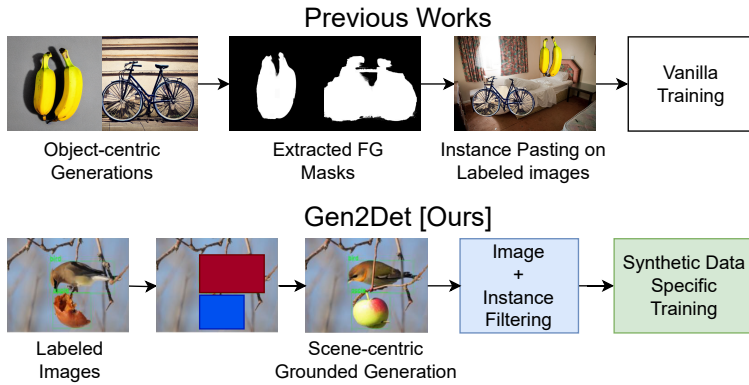 Previous Works
Object-centric
Generations
Extracted FG
Masks
Instance Pasting on
Labeled images
Vanilla
Training
Gen2Det [Ours]
Labeled
Images
Scene-centric
Grounded Generation
Image
+
Instance
Filtering
Synthetic Data
Specific
Training